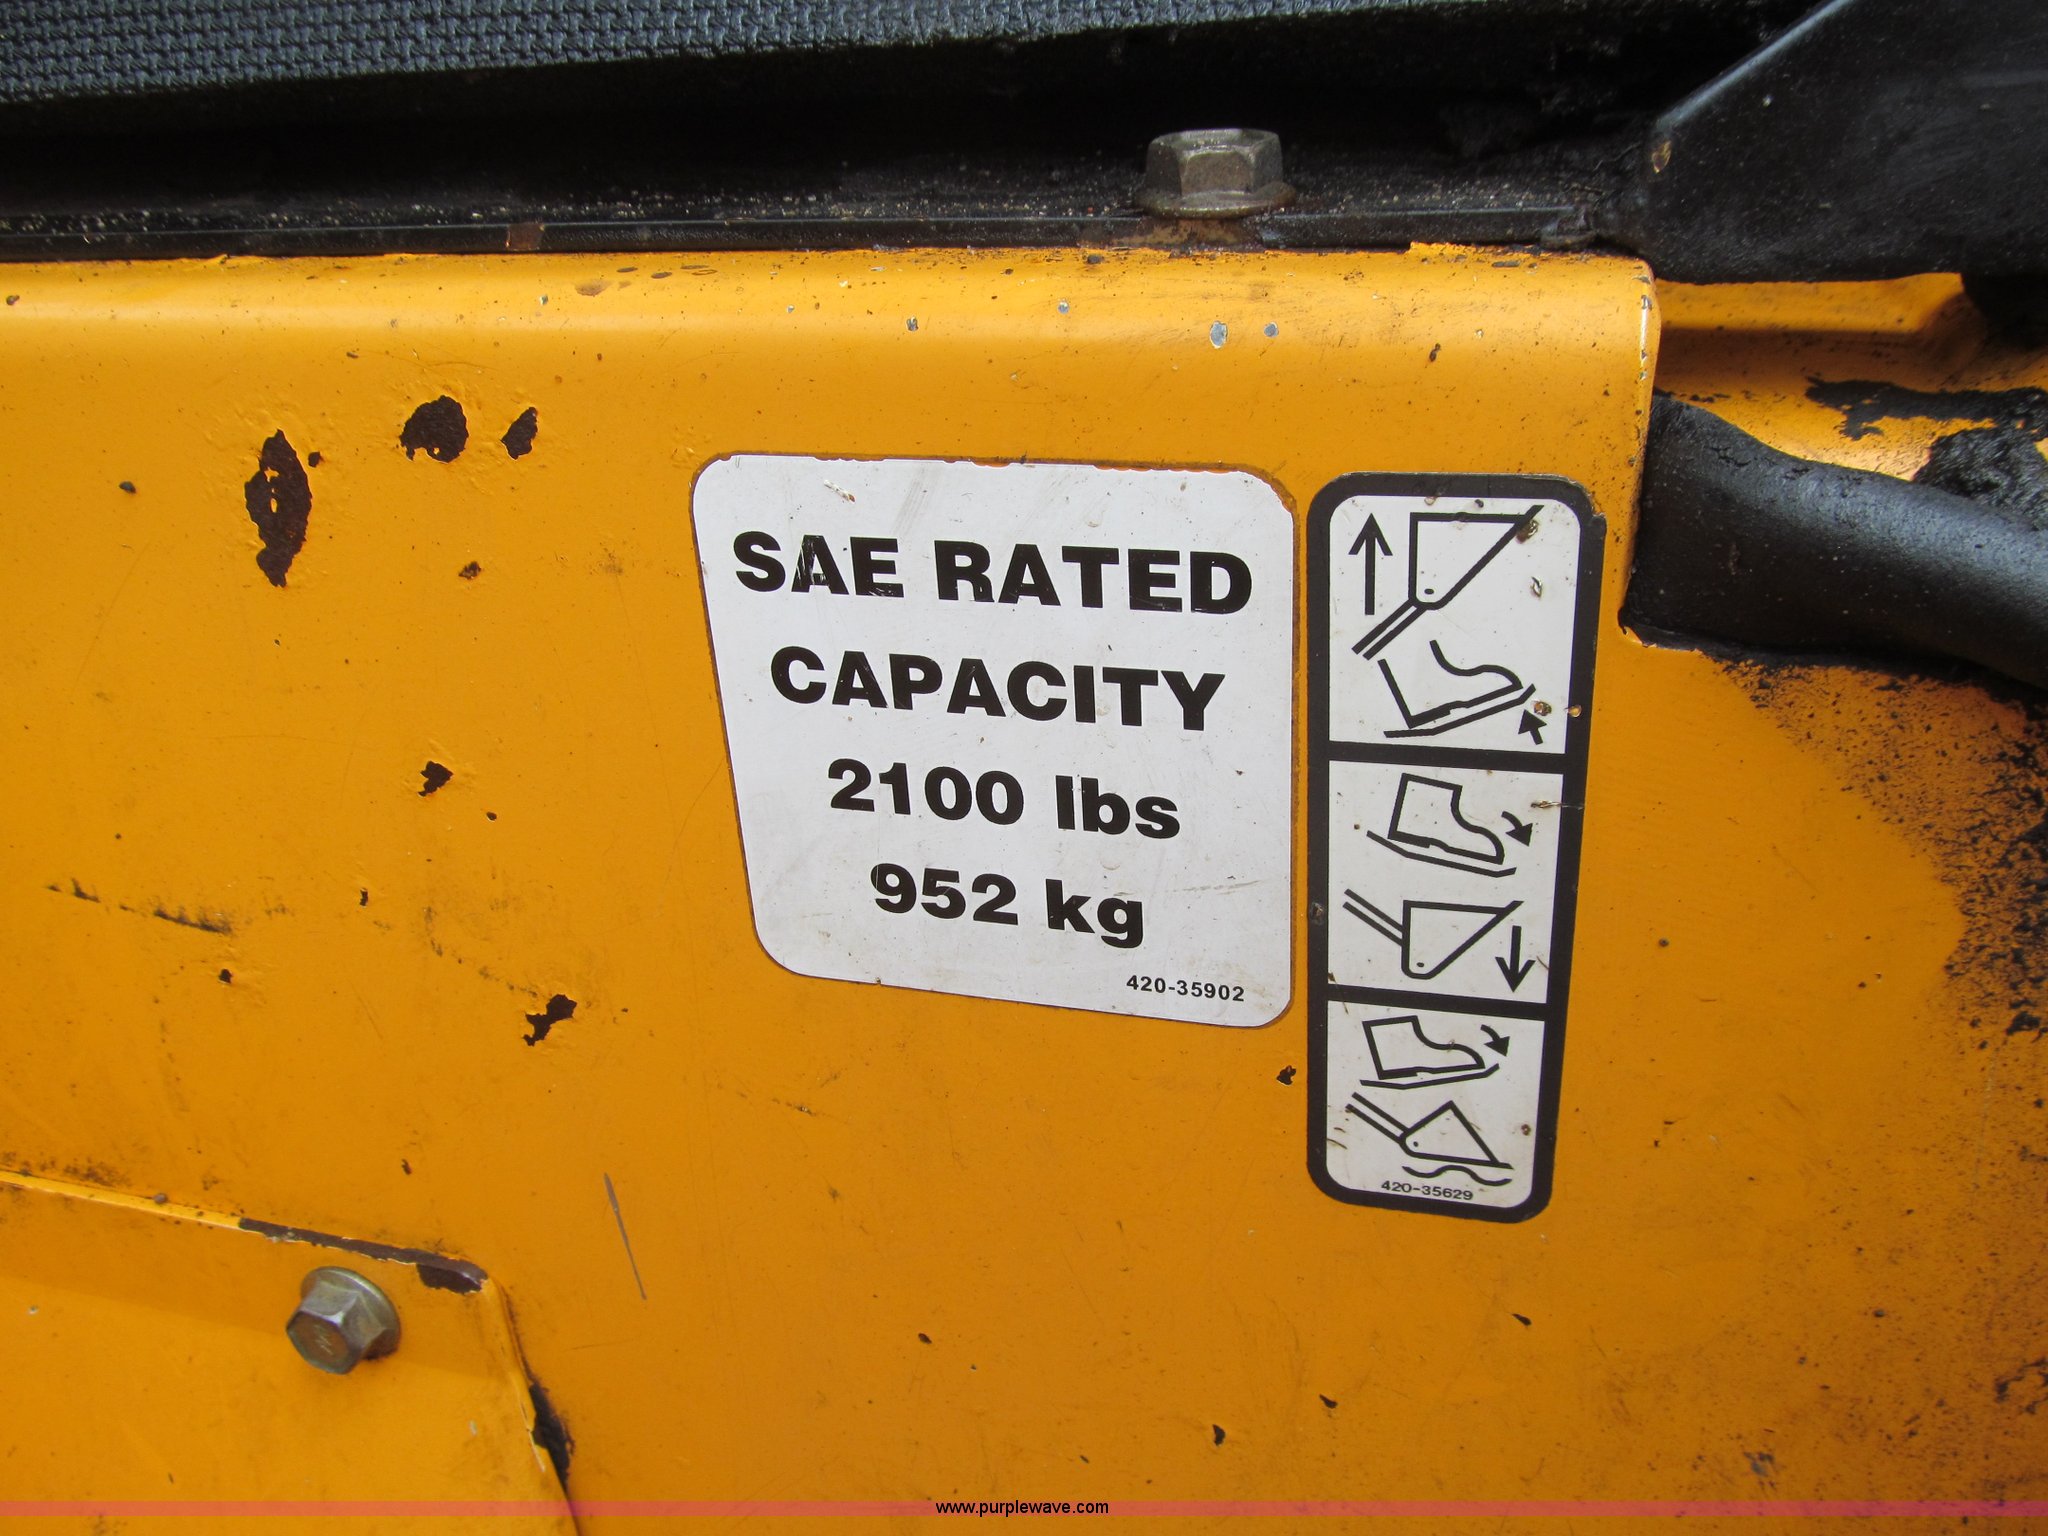 SAE RATED
CAPACITY
2100 lbs
952 kg
420-35902
420-35629
www.purplewave.com